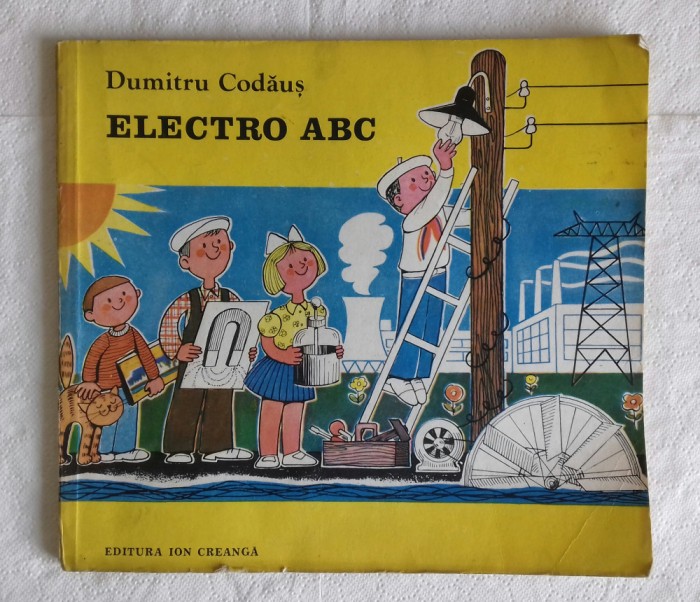 Dumitru Codăuș
ELECTRO ABC
EDITURA ION CREANGĂ